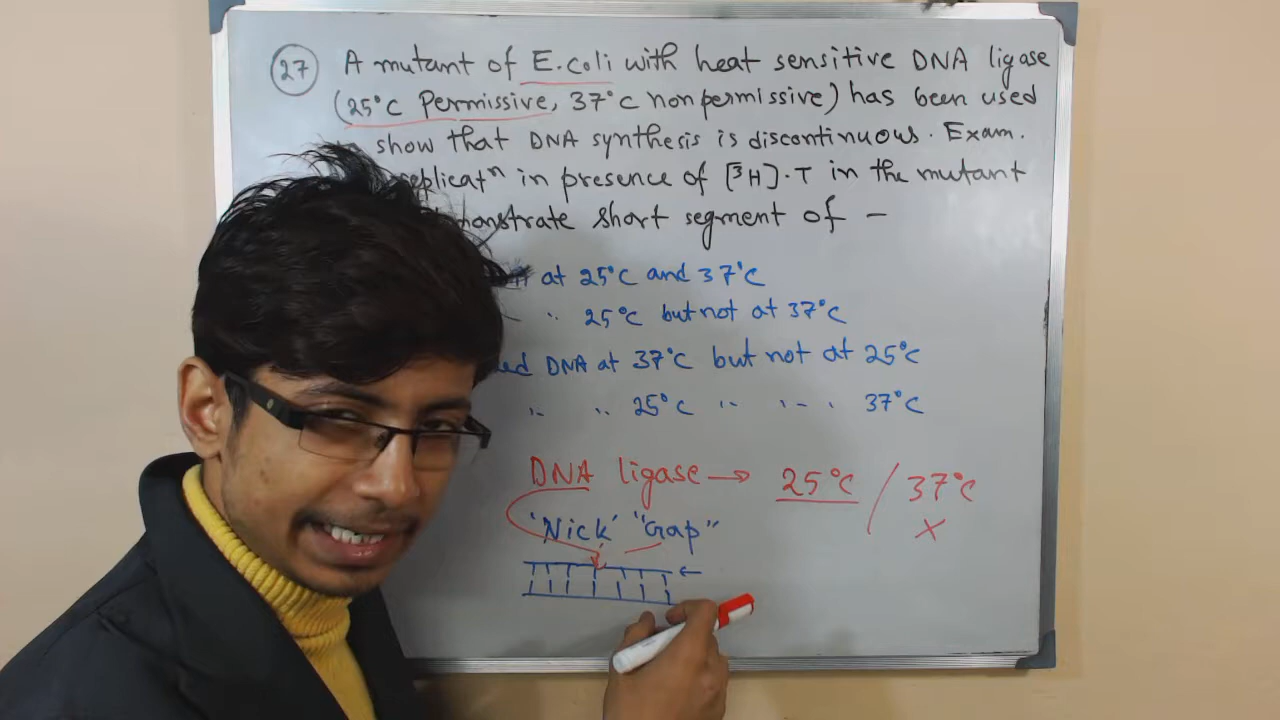 27 A mutant of E.coli with heat sensitive DNA ligase
(25°C Permissive, 37°C nonpermissive) has been used
show that DNA synthesis is discontinuous. Exam.
replicatⁿ in presence of [³H]·T in the mutant
short segment of –
at 25°C and 37°C
" 25°C but not at 37°C
DNA at 37°C but not at 25°C
" " 25°C " " " 37°C
DNA ligase → 25°C / 37°C
X
'Nick' "Gap"